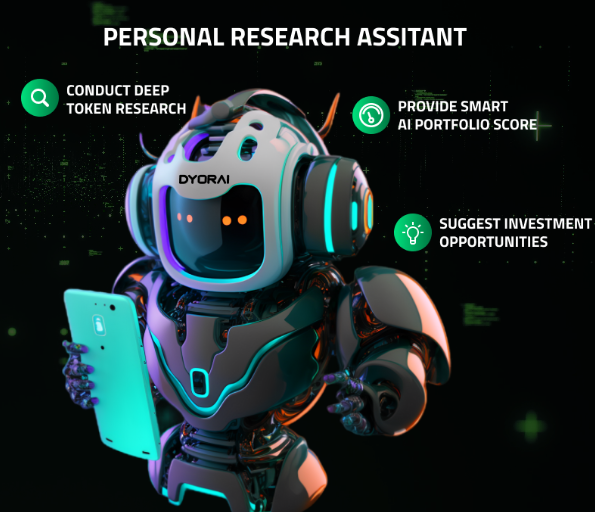 PERSONAL RESEARCH ASSITANT
CONDUCT DEEP
TOKEN RESEARCH
PROVIDE SMART
AI PORTFOLIO SCORE
DYORAI
SUGGEST INVESTMENT
OPPORTUNITIES